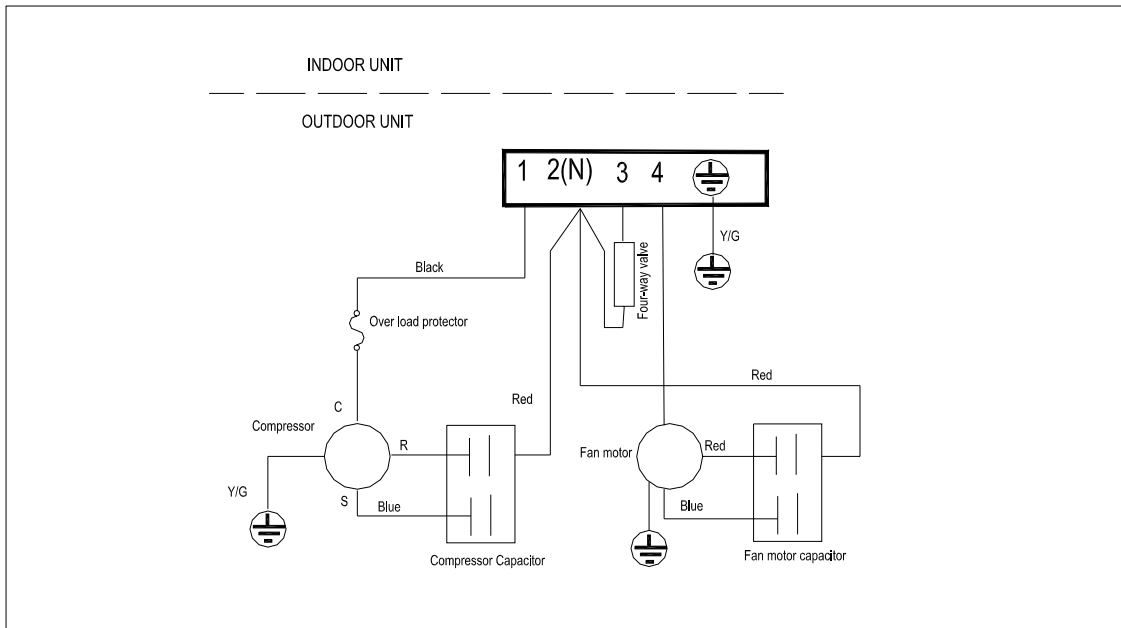 INDOOR UNIT
OUTDOOR UNIT
1 2(N) 3 4
Y/G
Black
Four-way valve
Over load protector
Red
Red
C
Compressor
R
Fan motor
Red
Y/G
S
Blue
Blue
Compressor Capacitor
Fan motor capacitor